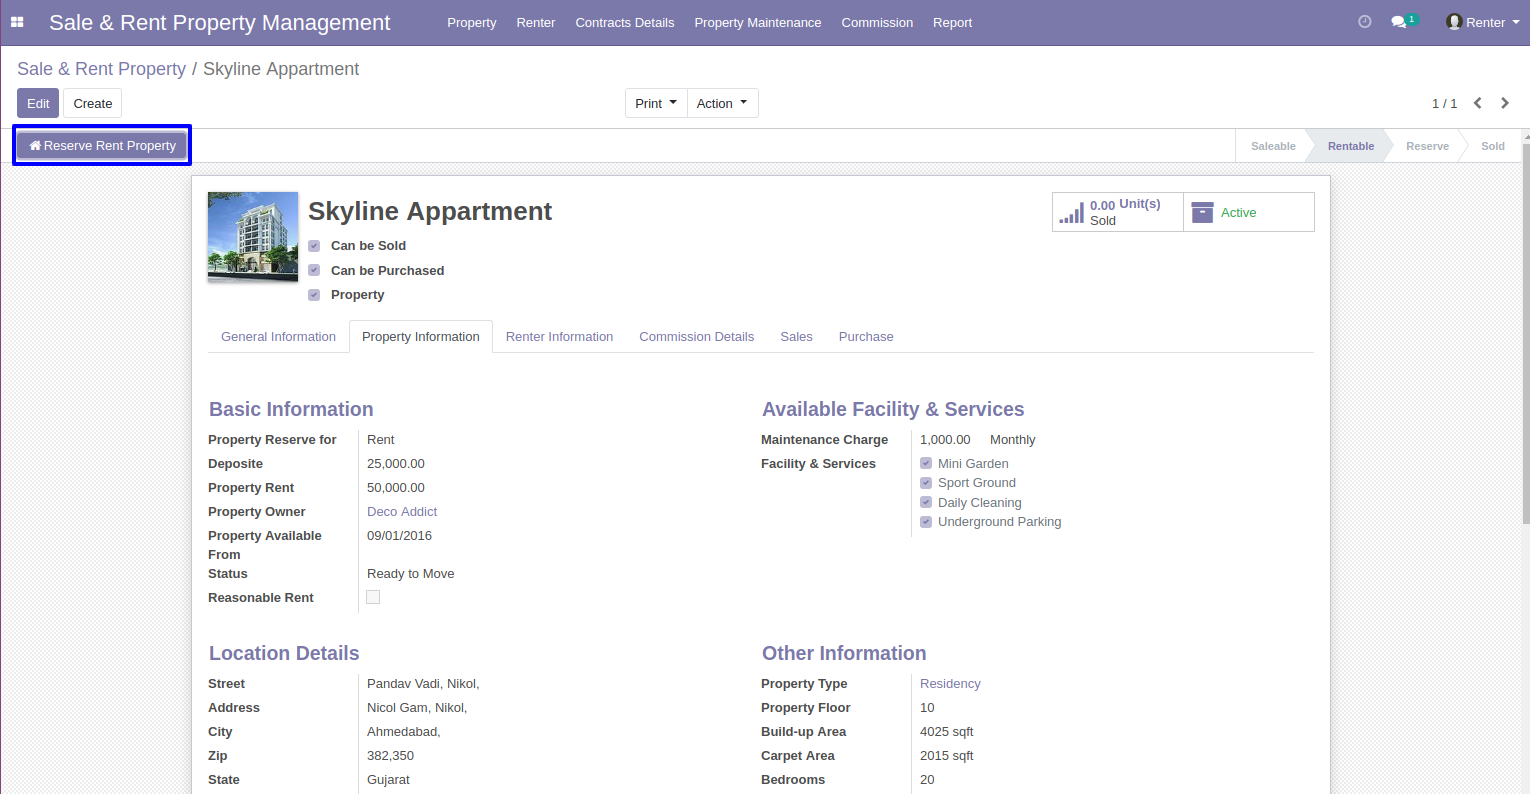 Sale & Rent Property Management Property Renter Contracts Details Property Maintenance Commission Report 1 Renter
Sale & Rent Property / Skyline Appartment
Edit Create Print Action 1 / 1
Reserve Rent Property Saleable Rentable Reserve Sold
Skyline Appartment
0.00 Unit(s)
Sold
Active
Can be Sold
Can be Purchased
Property
General Information Property Information Renter Information Commission Details Sales Purchase
Basic Information
Property Reserve for Rent
Deposite 25,000.00
Property Rent 50,000.00
Property Owner Deco Addict
Property Available From 09/01/2016
Status Ready to Move
Reasonable Rent
Available Facility & Services
Maintenance Charge 1,000.00 Monthly
Facility & Services Mini Garden
Sport Ground
Daily Cleaning
Underground Parking
Location Details
Street Pandav Vadi, Nikol,
Address Nicol Gam, Nikol,
City Ahmedabad,
Zip 382,350
State Gujarat
Other Information
Property Type Residency
Property Floor 10
Build-up Area 4025 sqft
Carpet Area 2015 sqft
Bedrooms 20